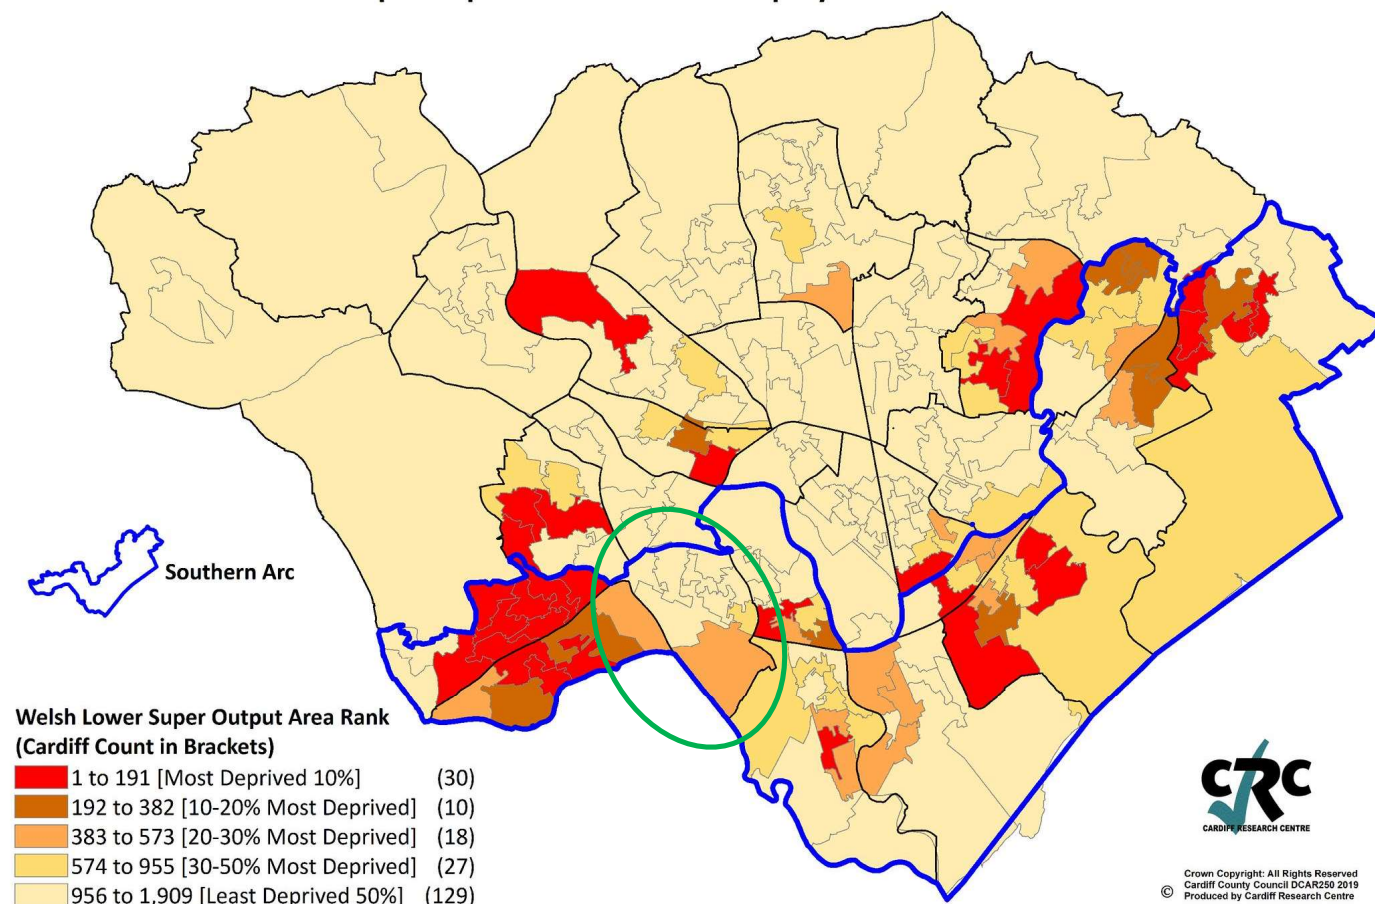 Southern Arc
Welsh Lower Super Output Area Rank
(Cardiff Count in Brackets)
1 to 191 [Most Deprived 10%] (30)
192 to 382 [10-20% Most Deprived] (10)
383 to 573 [20-30% Most Deprived] (18)
574 to 955 [30-50% Most Deprived] (27)
956 to 1,909 [Least Deprived 50%] (129)
CRC
CARDIFF RESEARCH CENTRE
Crown Copyright: All Rights Reserved
Cardiff County Council DCAR250 2019
© Produced by Cardiff Research Centre